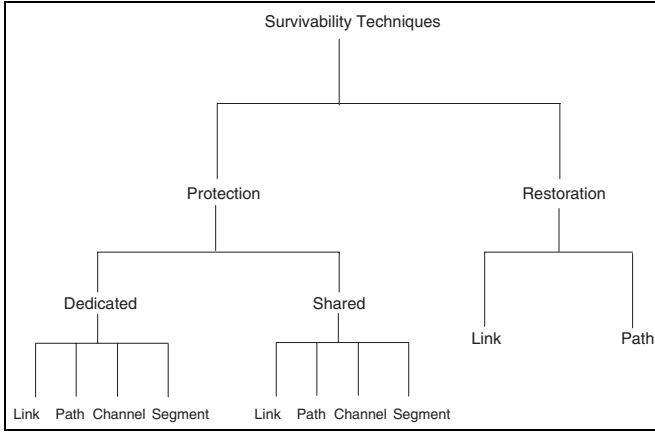 Survivability Techniques
Protection Restoration
Dedicated Shared
Link Path
Link Path Channel Segment Link Path Channel Segment